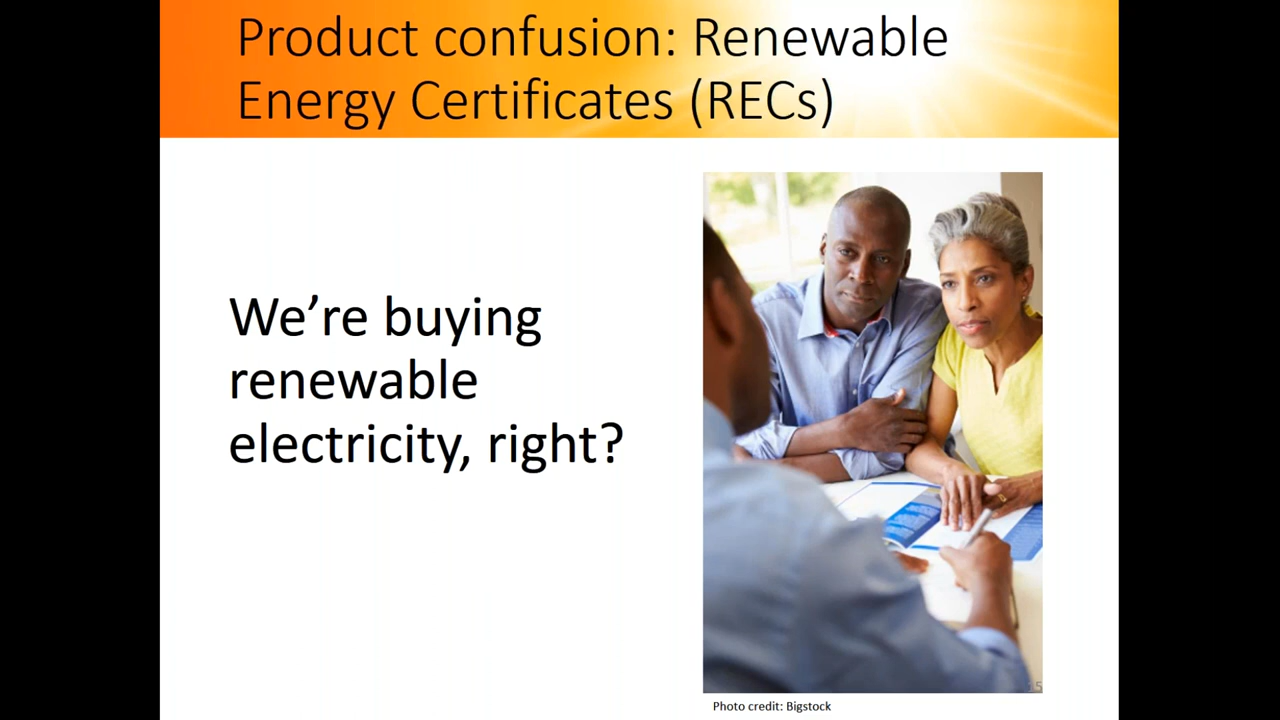 Product confusion: Renewable
Energy Certificates (RECs)
We’re buying
renewable
electricity, right?
Photo credit: Bigstock